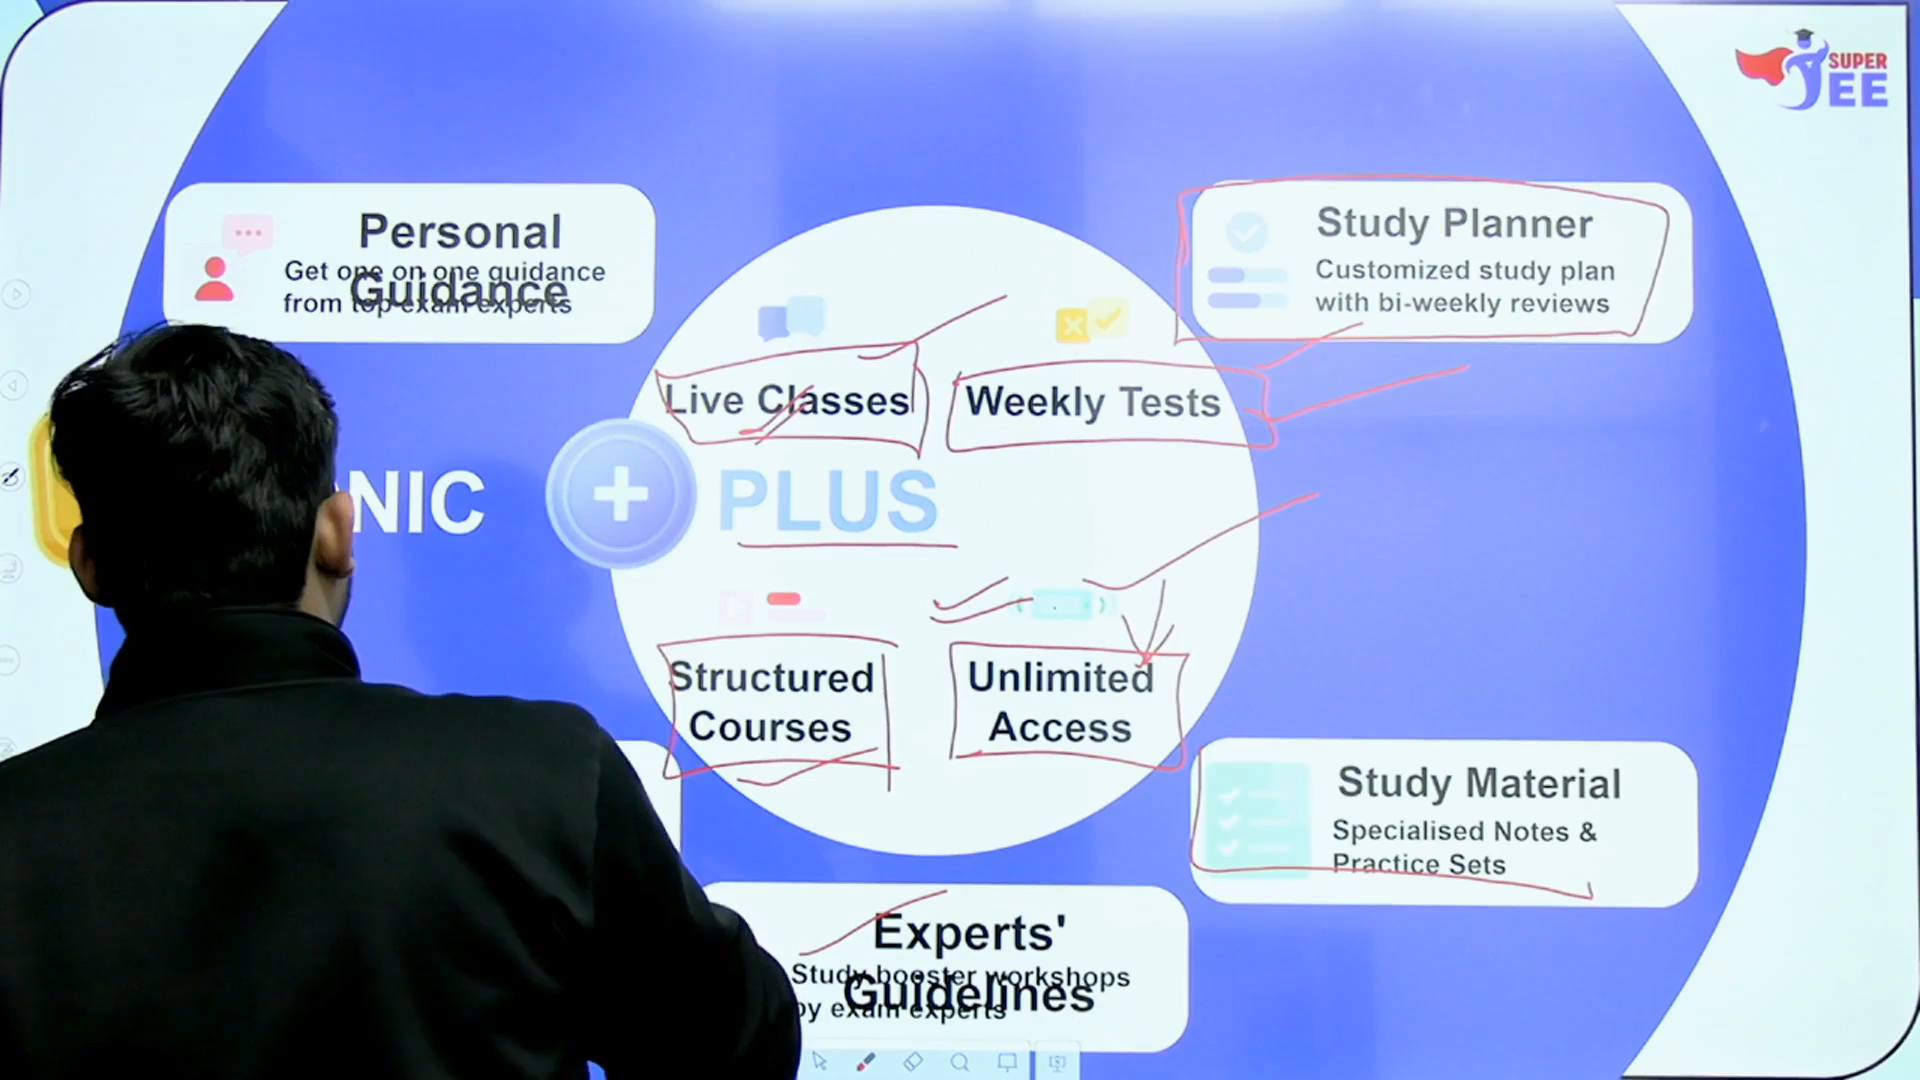 SUPER
JEE
Personal
Guidance
Get one on one guidance
from top exam experts
Study Planner
Customized study plan
with bi-weekly reviews
Live Classes
Weekly Tests
NIC
+
PLUS
Structured
Courses
Unlimited
Access
Study Material
Specialised Notes &
Practice Sets
Experts'
Guidelines
Study booster workshops
by exam experts